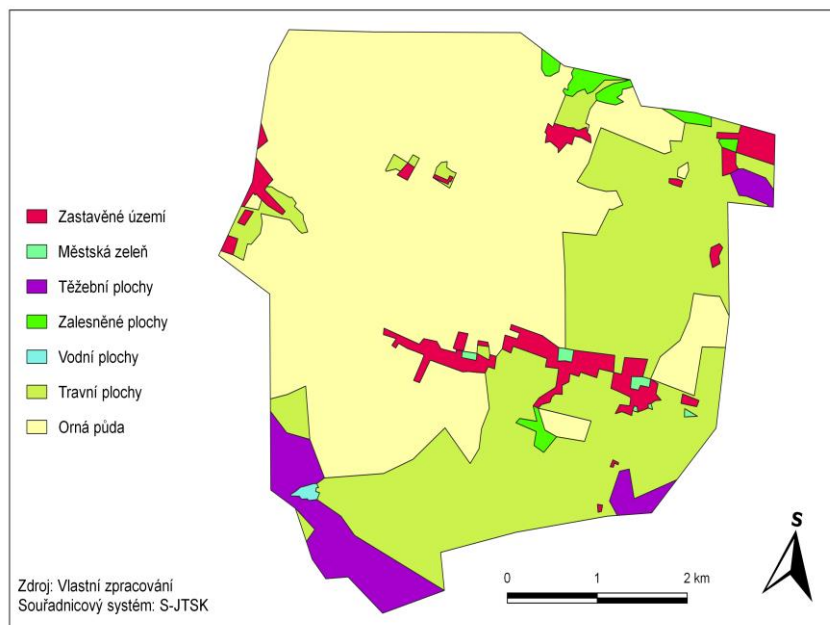 Zastavěné území
Městská zeleň
Těžební plochy
Zalesněné plochy
Vodní plochy
Travní plochy
Orná půda
S
0 1 2 km
Zdroj: Vlastní zpracování
Souřadnicový systém: S-JTSK